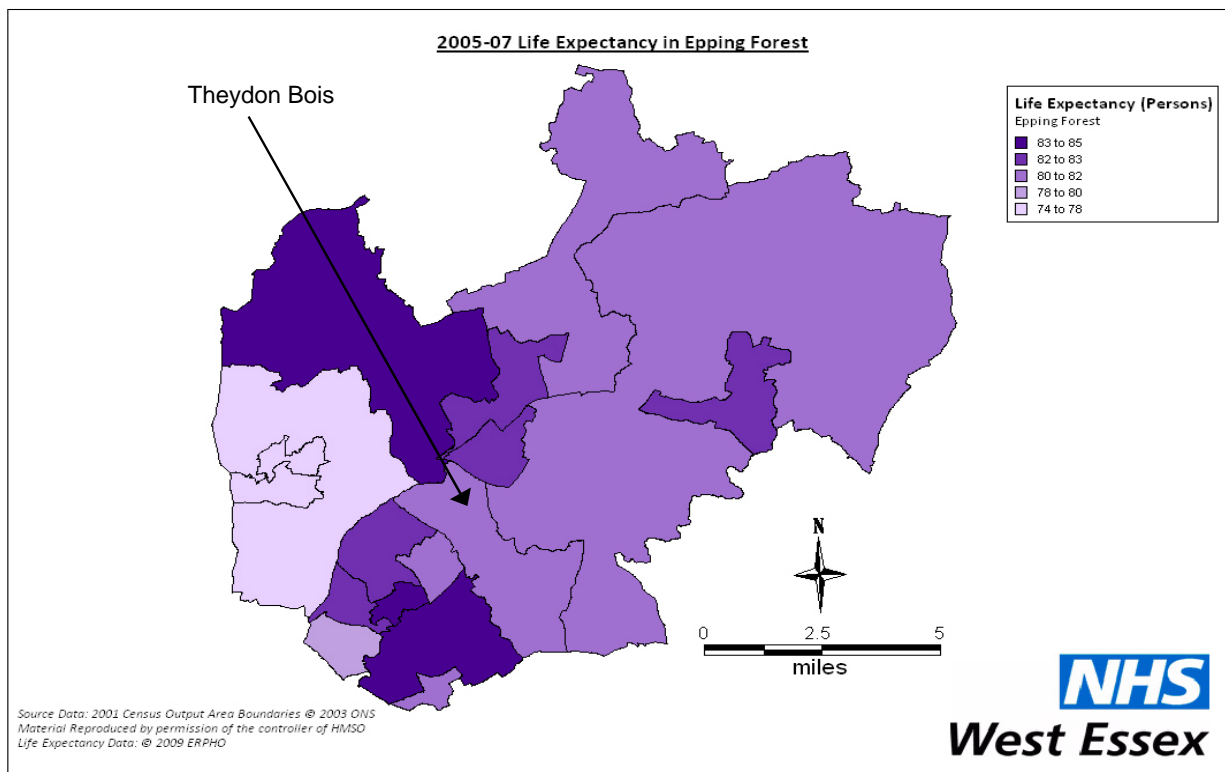 2005-07 Life Expectancy in Epping Forest
Theydon Bois
Life Expectancy (Persons)
Epping Forest
83 to 85
82 to 83
80 to 82
78 to 80
74 to 78
N
0 2.5 5
miles
Source Data: 2001 Census Output Area Boundaries © 2003 ONS
Material Reproduced by permission of the controller of HMSO
Life Expectancy Data: © 2009 ERPHO
NHS
West Essex